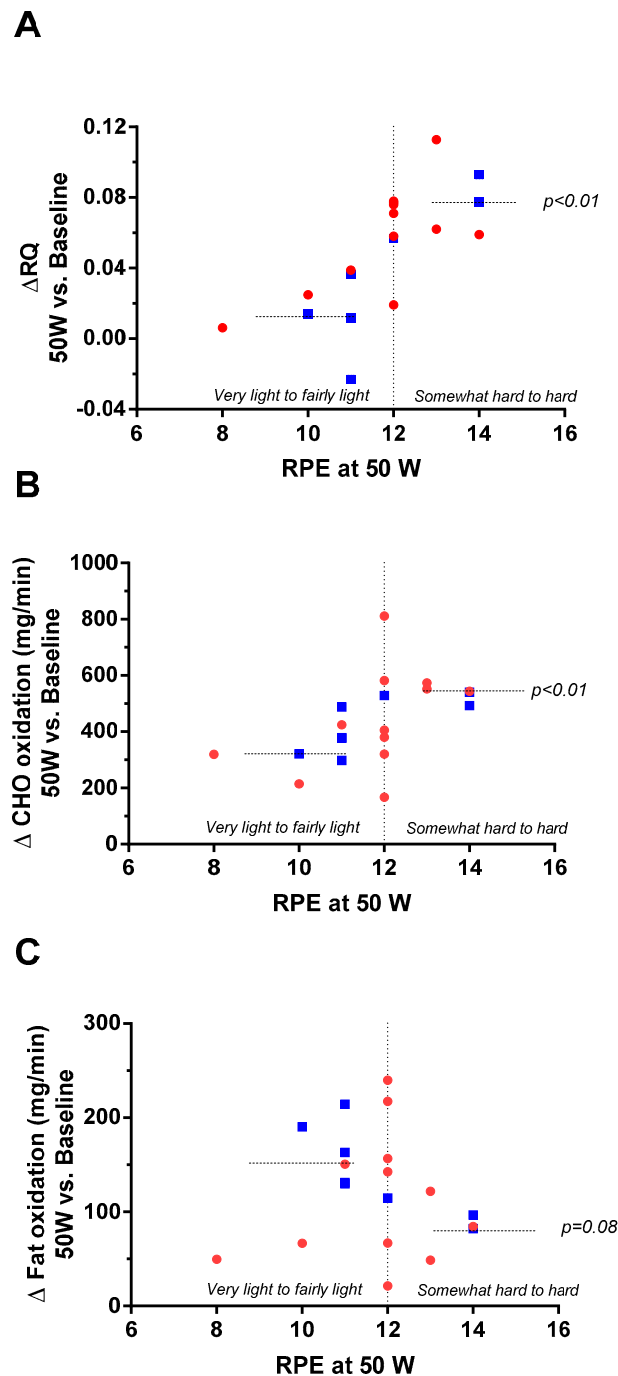 A
0.12
0.08
p<0.01
ΔRQ
50W vs. Baseline
0.04
0.00
Very light to fairly light
Somewhat hard to hard
-0.04
6
8
10
12
14
16
RPE at 50 W
B
1000
800
Δ CHO oxidation (mg/min)
50W vs. Baseline
600
p<0.01
400
200
Very light to fairly light
Somewhat hard to hard
0
6
8
10
12
14
16
RPE at 50 W
C
300
Δ Fat oxidation (mg/min)
50W vs. Baseline
200
100
p=0.08
Very light to fairly light
Somewhat hard to hard
0
6
8
10
12
14
16
RPE at 50 W